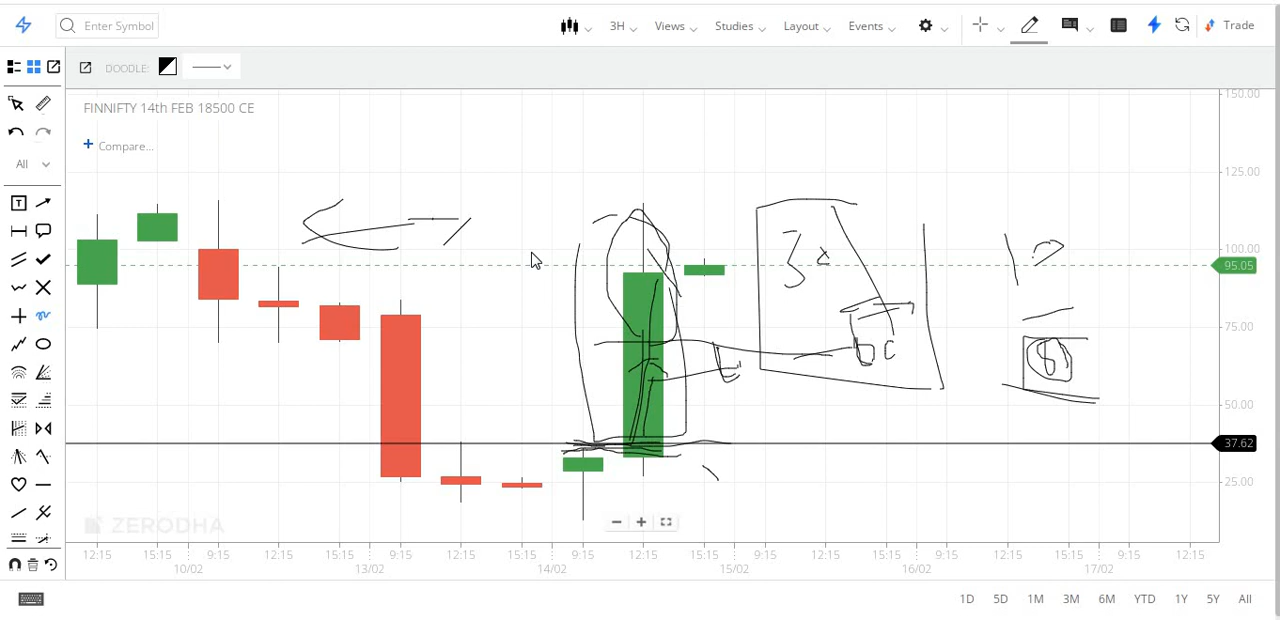 Enter Symbol 3H Views Studies Layout Events Trade
DOODLE:
FINNIFTY 14th FEB 18500 CE
Compare...
All
T
150.00
125.00
100.00
95.05
75.00
50.00
37.62
25.00
3x
ZERODHA
12:15 15:15 9:15 12:15 15:15 9:15 12:15 15:15 9:15 12:15 15:15 9:15 12:15 15:15 9:15 12:15 15:15 9:15 12:15
10/02 13/02 14/02 15/02 16/02 17/02
1D 5D 1M 3M 6M YTD 1Y 5Y All